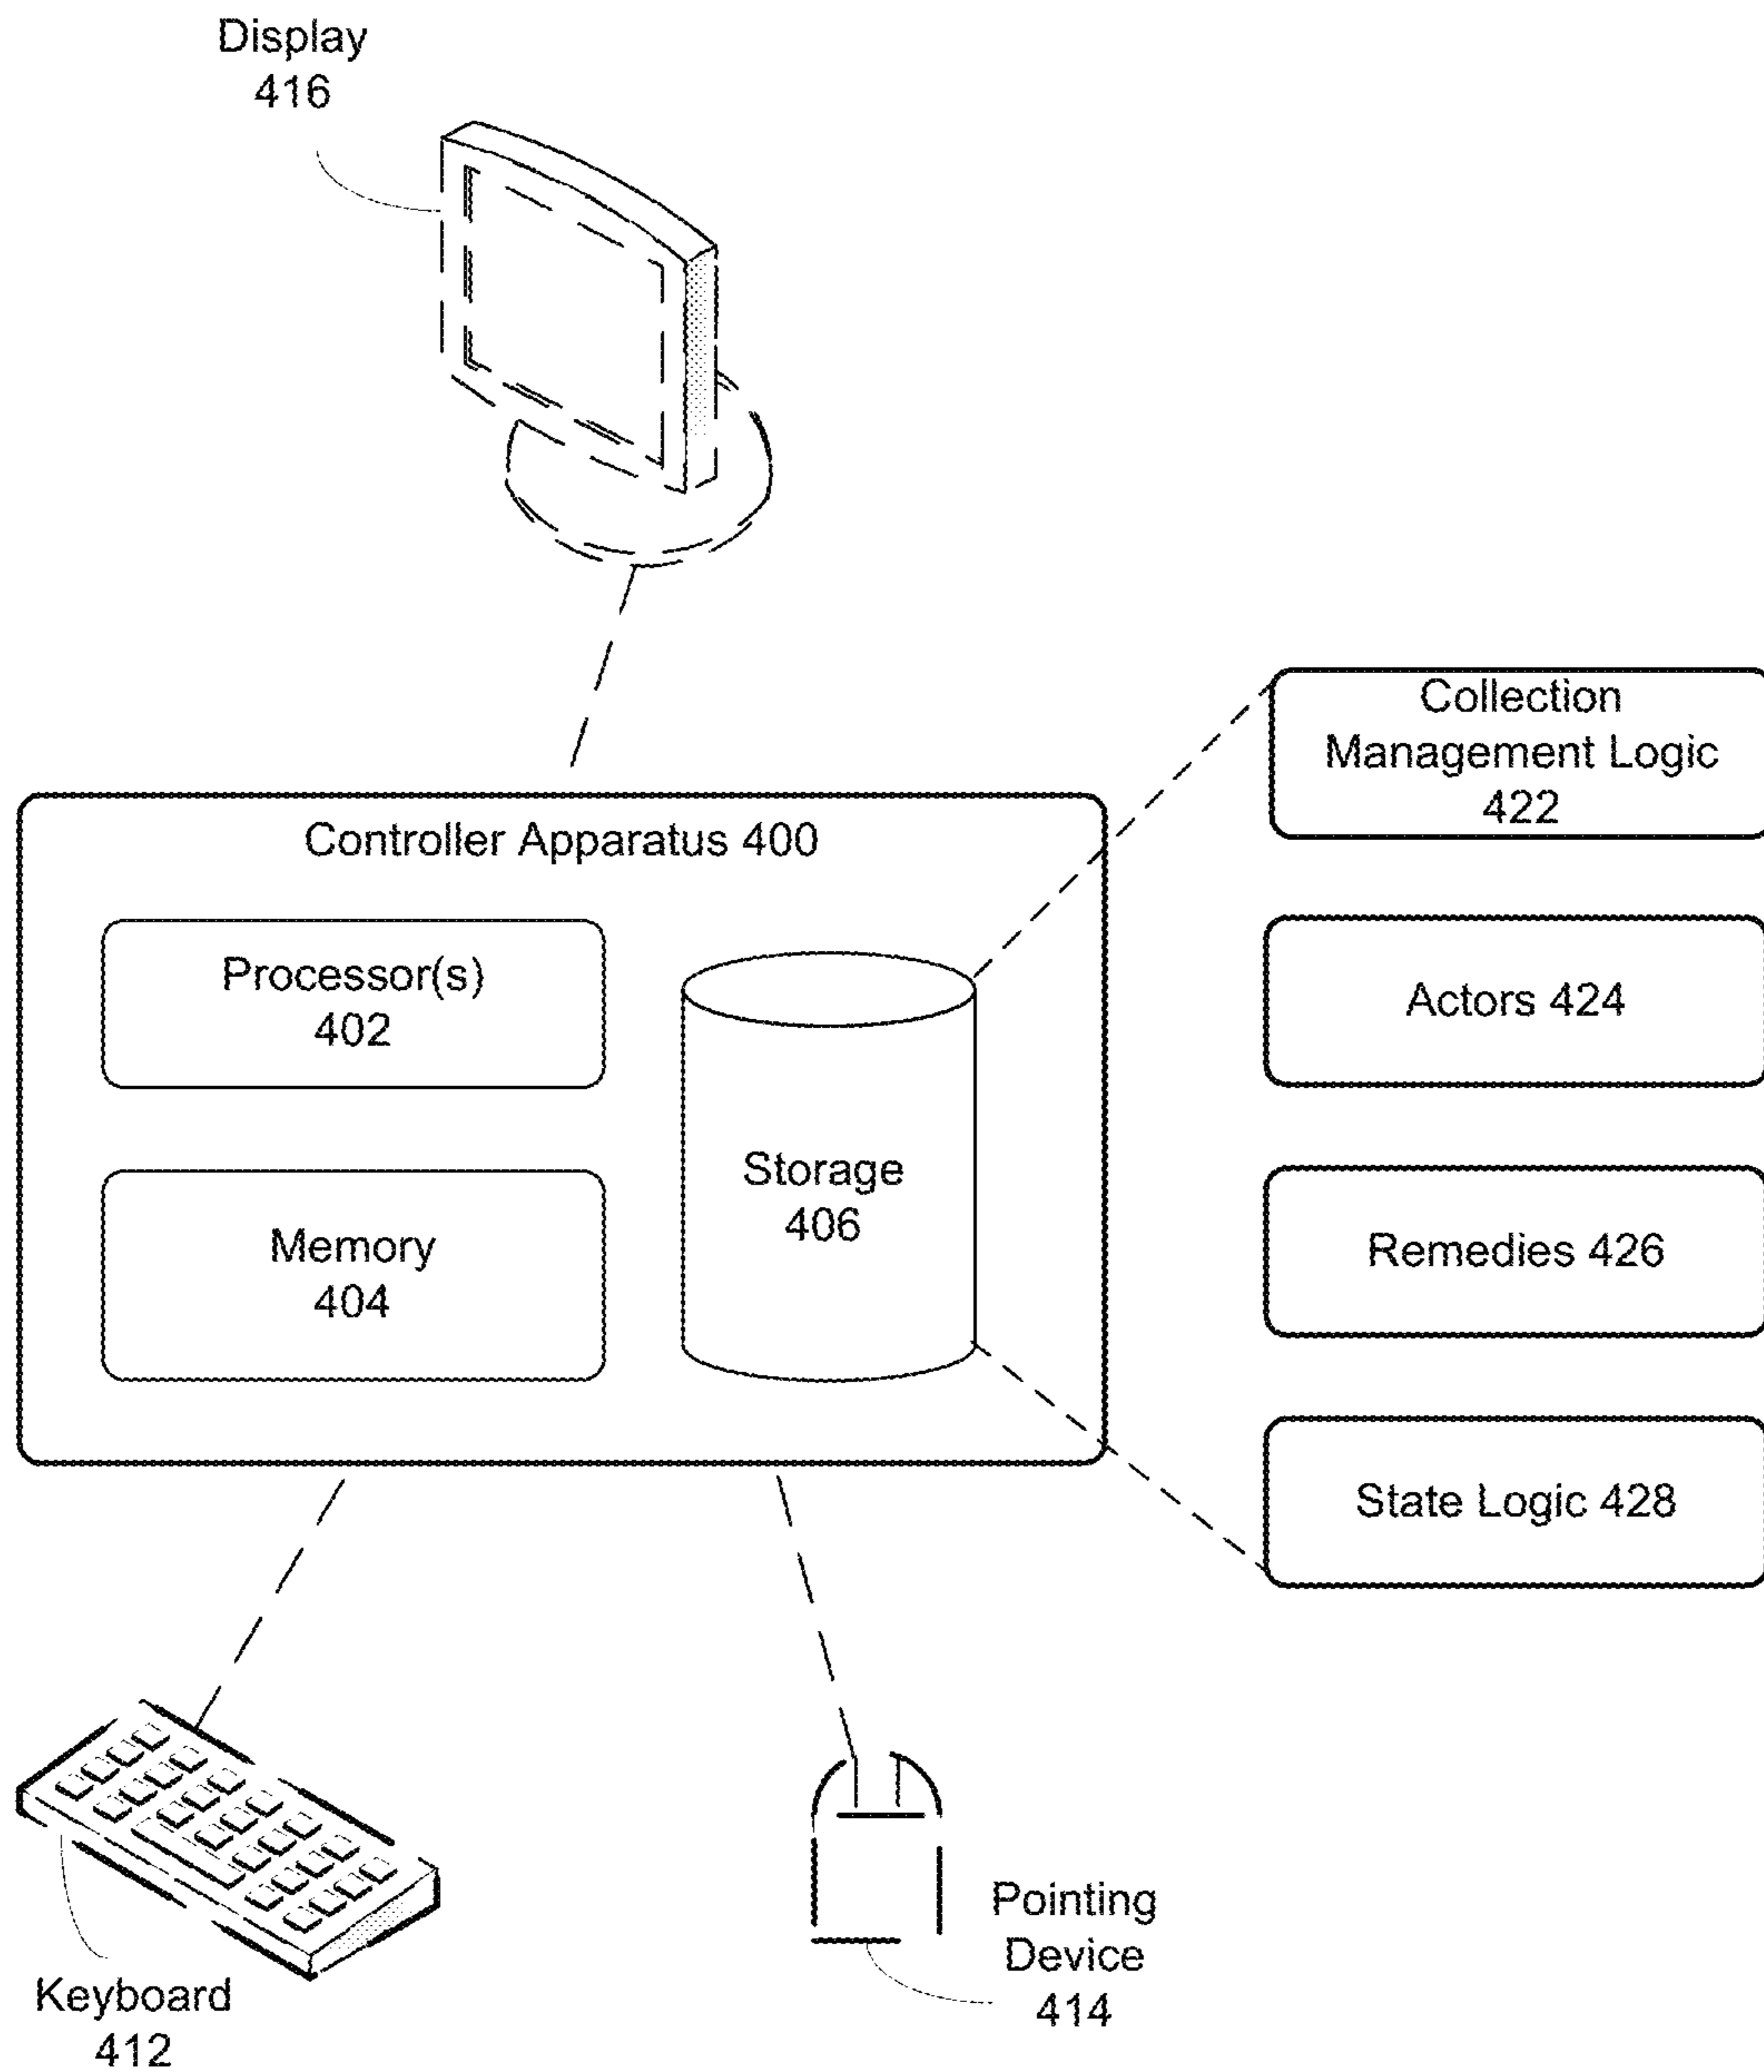 Display
416
Collection
Management Logic
422
Controller Apparatus 400
Processor(s)
402
Actors 424
Storage
406
Memory
404
Remedies 426
State Logic 428
Pointing
Device
414
Keyboard
412